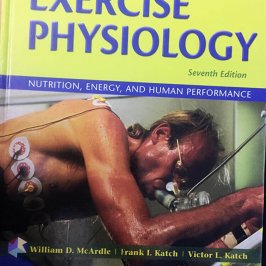 EXERCISE
PHYSIOLOGY
Seventh Edition
NUTRITION, ENERGY, AND HUMAN PERFORMANCE
William D. McArdle | Frank I. Katch | Victor L. Katch